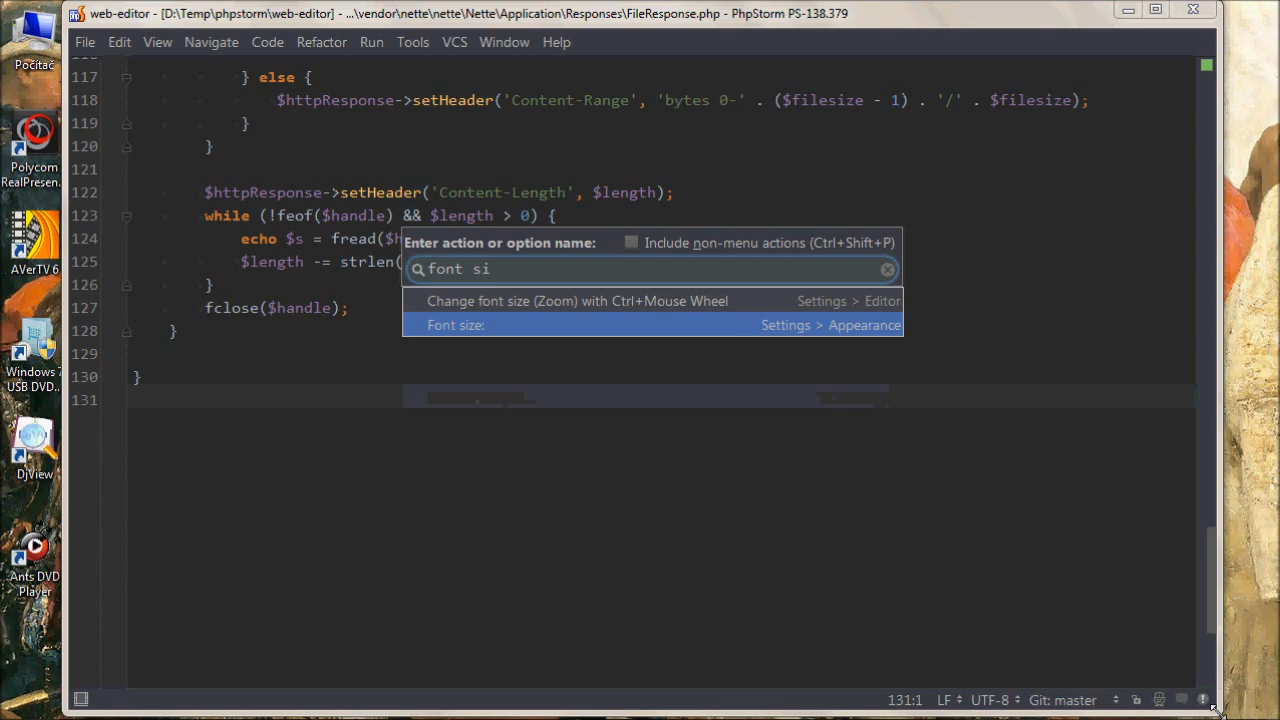 web-editor - [D:\Temp\phpstorm\web-editor] - ...\vendor\nette\nette\Nette\Application\Responses\FileResponse.php - PhpStorm PS-138.379
File Edit View Navigate Code Refactor Run Tools VCS Window Help
117 } else {
118 $httpResponse->setHeader('Content-Range', 'bytes 0-' . ($filesize - 1) . '/' . $filesize);
119 }
120 }
121
122 $httpResponse->setHeader('Content-Length', $length);
123 while (!feof($handle) && $length > 0) {
124 echo $s = fread($h
125 $length -= strlen(
126 }
127 fclose($handle);
128 }
129
130 }
131
Enter action or option name: Include non-menu actions (Ctrl+Shift+P)
font si
Change font size (Zoom) with Ctrl+Mouse Wheel Settings > Editor
Font size: Settings > Appearance
131:1 LF UTF-8 Git: master
Počítač
Polycom
RealPresen...
AVerTV 6
Windows 7
USB DVD...
DjView
Ants DVD
Player